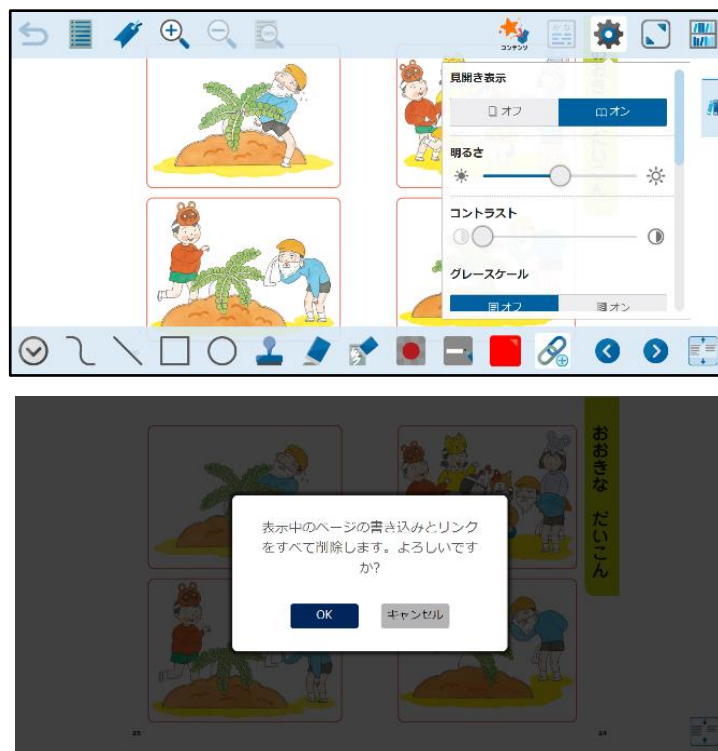 コンテンツ
見開き表示
オフ
オン
明るさ
コントラスト
グレースケール
オフ
オン
おおきな だいこん
表示中のページの書き込みとリンク
をすべて削除します。よろしいです
か?
OK
キャンセル
23
24